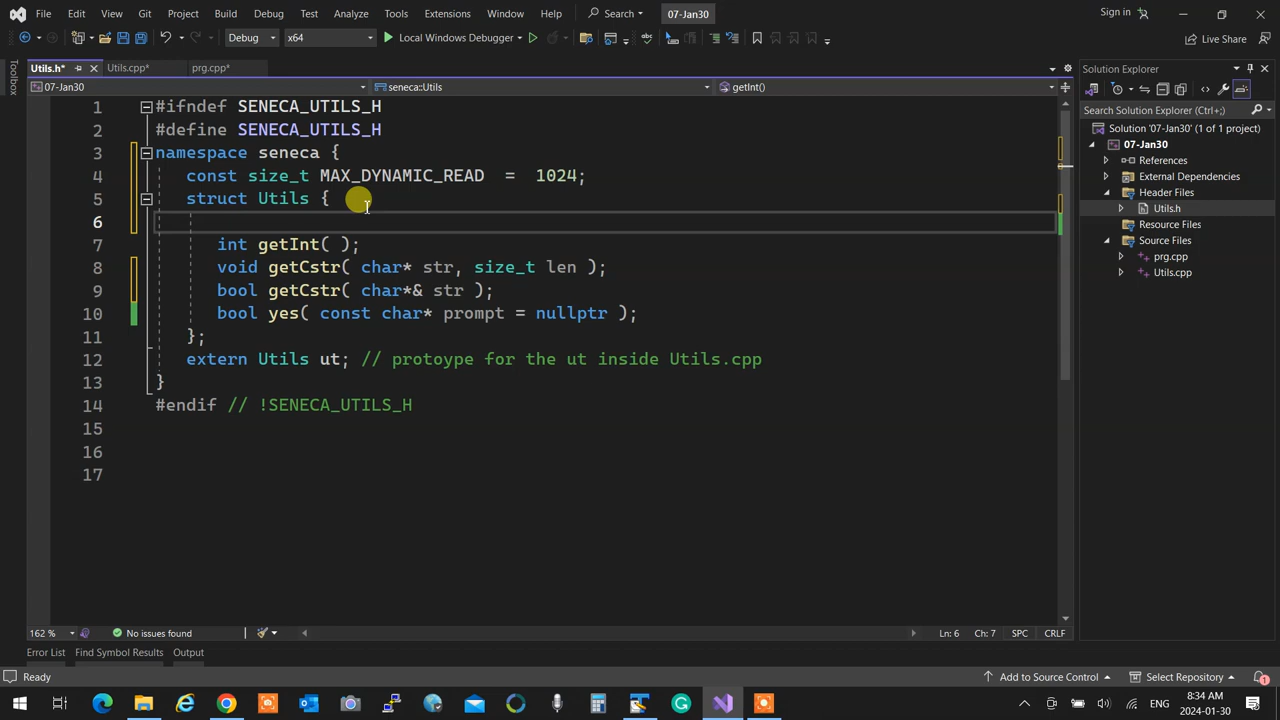 File Edit View Git Project Build Debug Test Analyze Tools Extensions Window Help Search 07-Jan30 Sign in
Debug x64 Local Windows Debugger Live Share
Toolbox
Utils.h* Utils.cpp* prg.cpp*
07-Jan30 seneca::Utils getInt()
1 #ifndef SENECA_UTILS_H
2 #define SENECA_UTILS_H
3 namespace seneca {
4 const size_t MAX_DYNAMIC_READ = 1024;
5 struct Utils {
6
7 int getInt( );
8 void getCstr( char* str, size_t len );
9 bool getCstr( char*& str );
10 bool yes( const char* prompt = nullptr );
11 };
12 extern Utils ut; // protoype for the ut inside Utils.cpp
13 }
14 #endif // !SENECA_UTILS_H
15
16
17
162 % No issues found Ln: 6 Ch: 7 SPC CRLF
Solution Explorer
Search Solution Explorer (Ctrl+;)
Solution '07-Jan30' (1 of 1 project)
07-Jan30
References
External Dependencies
Header Files
Utils.h
Resource Files
Source Files
prg.cpp
Utils.cpp
Error List Find Symbol Results Output
Ready Add to Source Control Select Repository 1
ENG 8:34 AM
2024-01-30